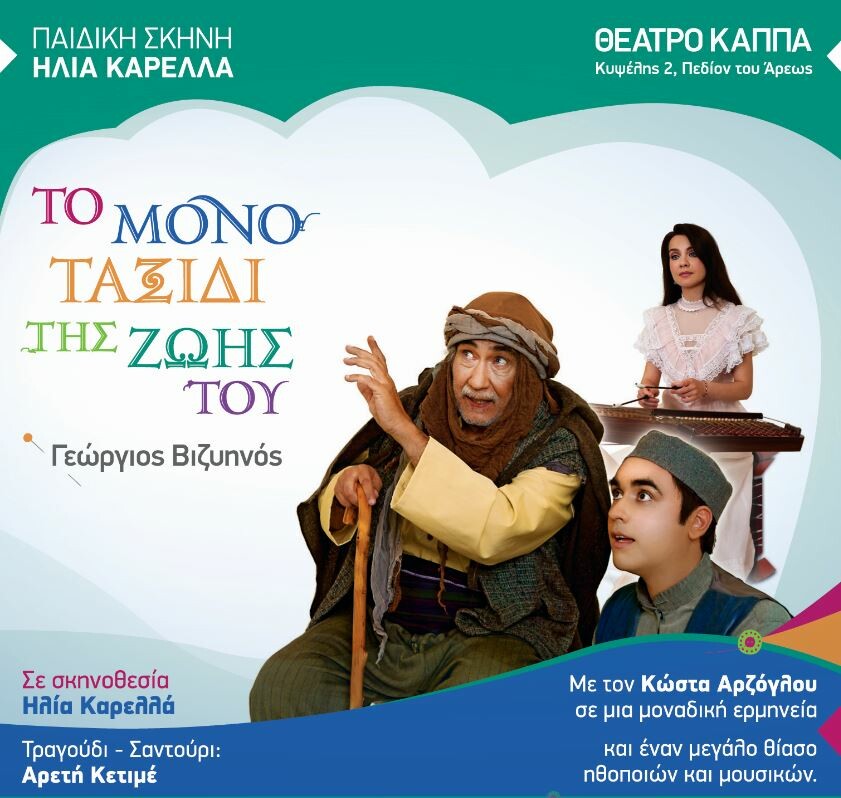 ΠΑΙΔΙΚΗ ΣΚΗΝΗ
ΗΛΙΑ ΚΑΡΕΛΛΑ
ΘΕΑΤΡΟ ΚΑΠΠΑ
Κυψέλης 2, Πεδίον του Άρεως
ΤΟ ΜΟΝΟ
ΤΑΞΙΔΙ
ΤΗΣ ΖΩΗΣ
ΤΟΥ
Γεώργιος Βιζυηνός
Σε σκηνοθεσία
Ηλία Καρελλά
Τραγούδι - Σαντούρι:
Αρετή Κετιμέ
Με τον Κώστα Αρζόγλου
σε μια μοναδική ερμηνεία
και έναν μεγάλο θίασο
ηθοποιών και μουσικών.